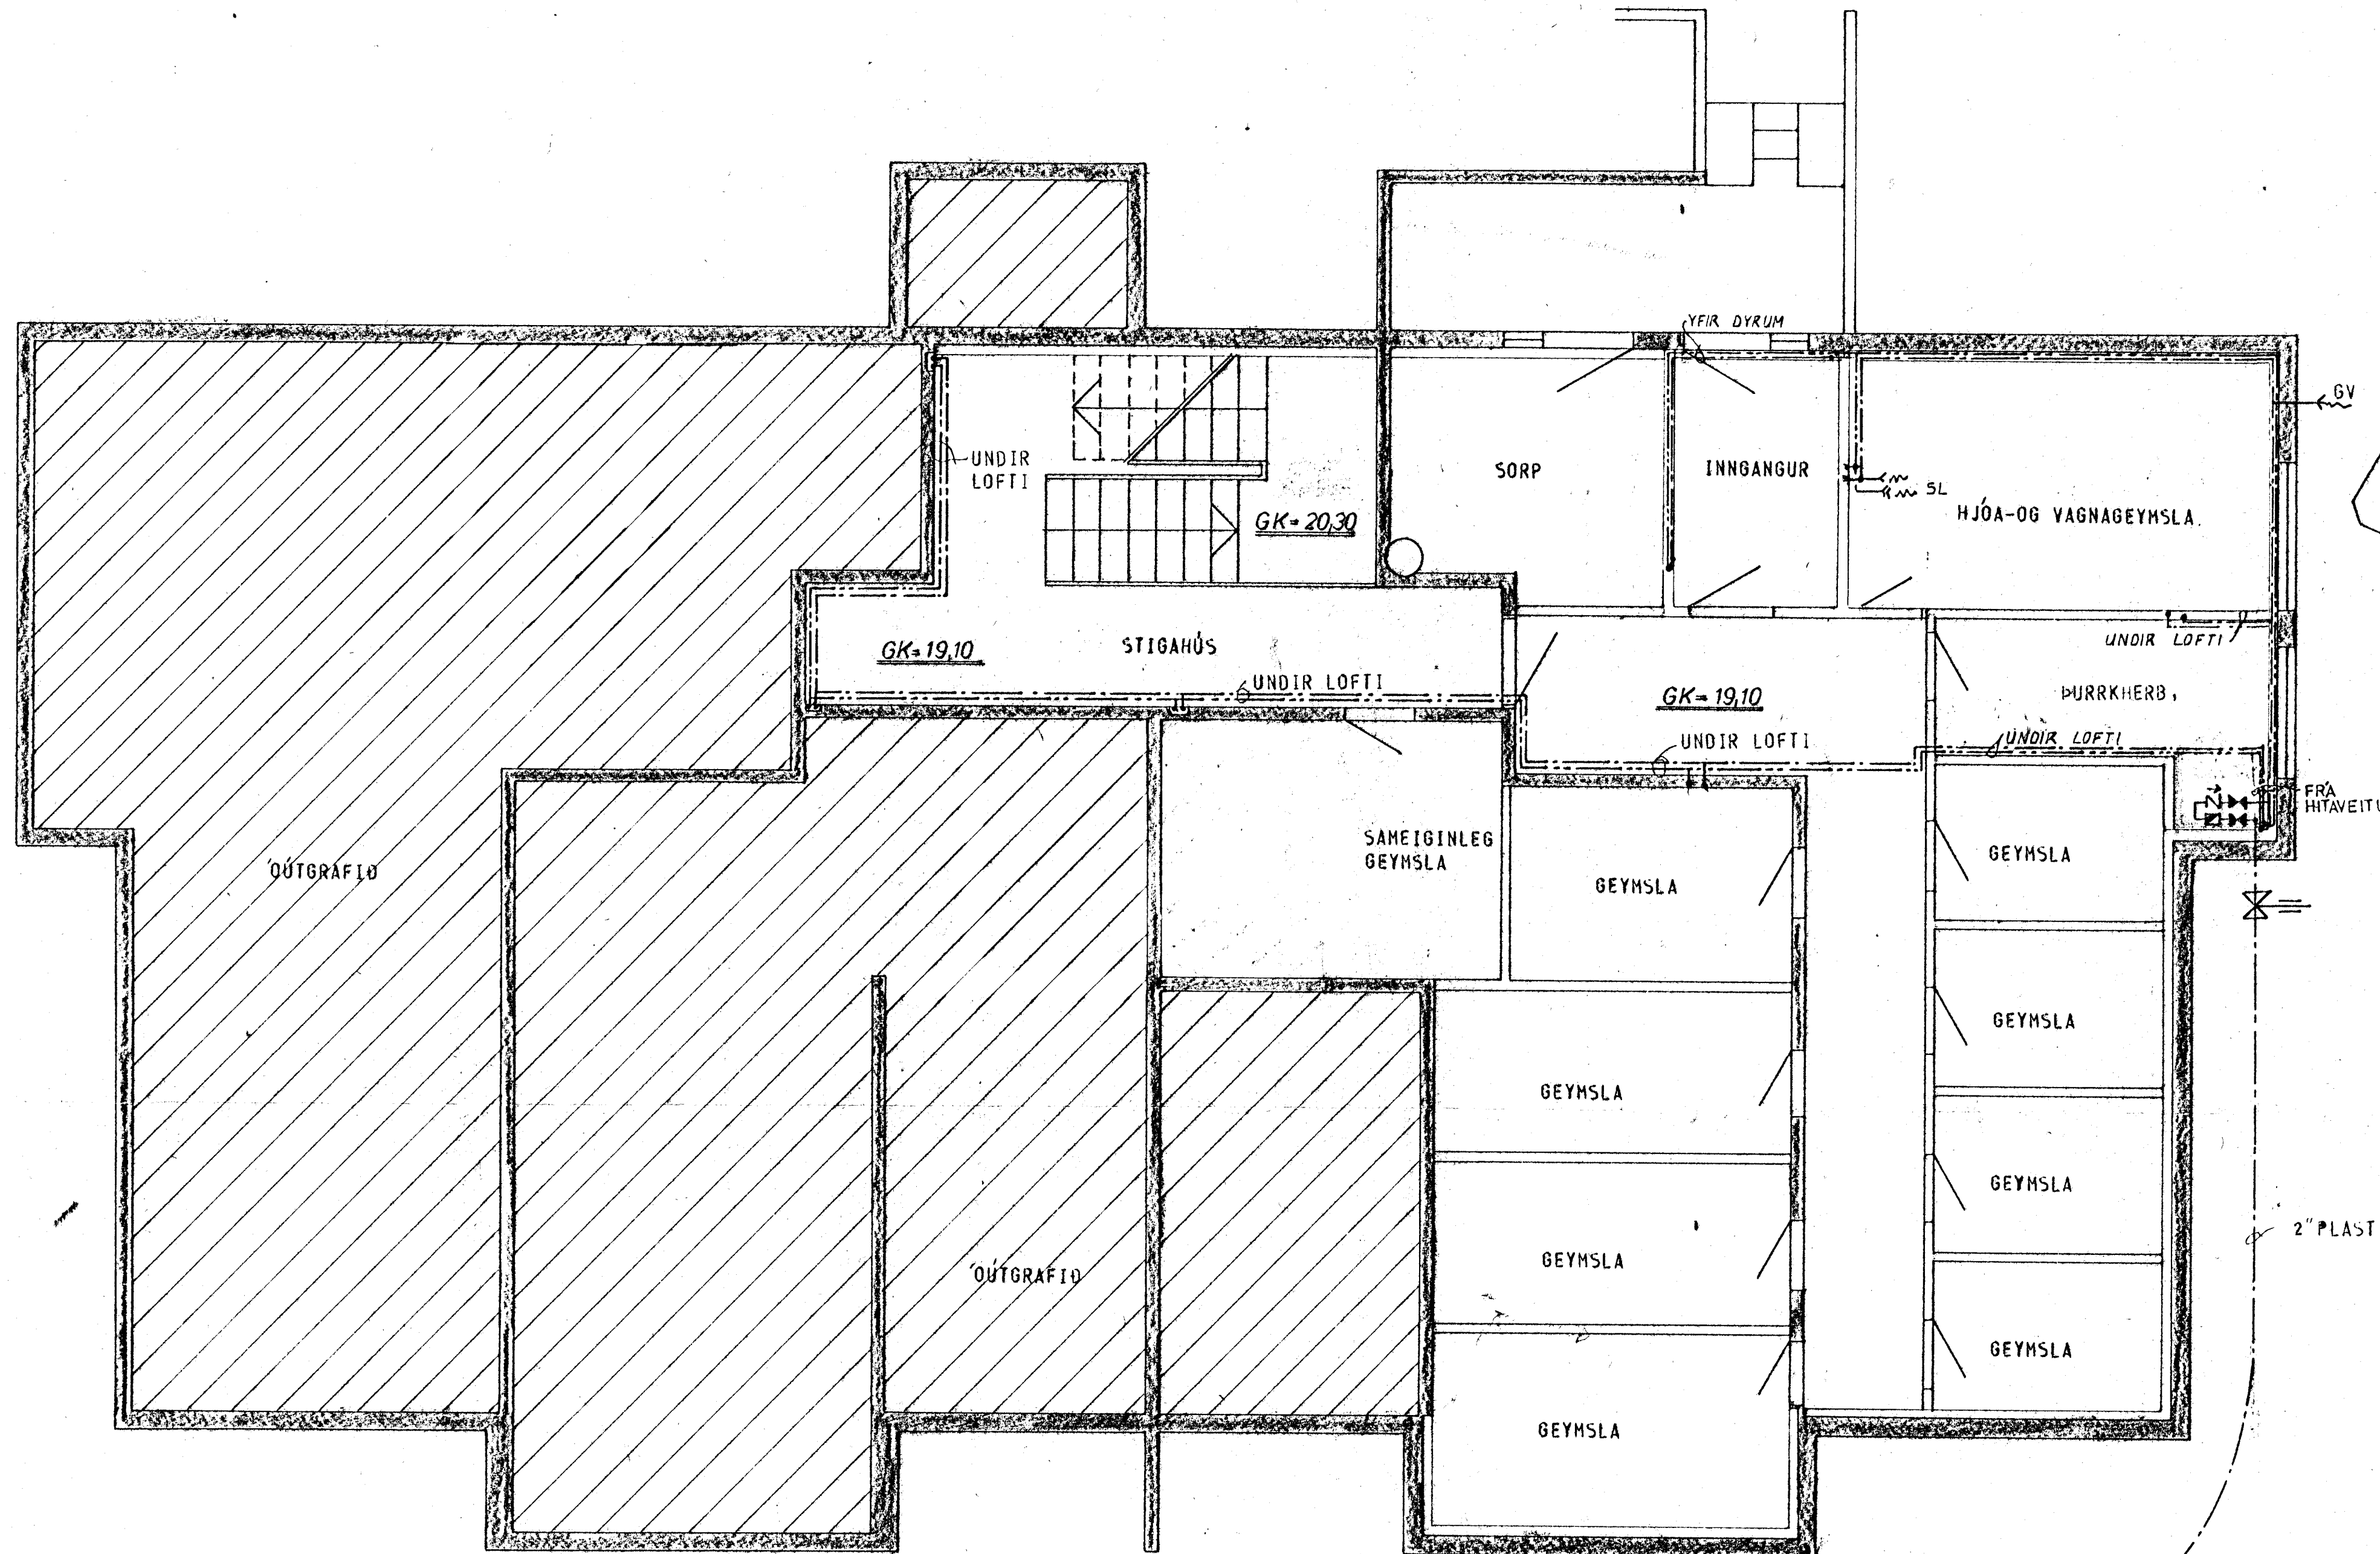 YFIR DYRUM
GV
UNDIR
LOFTI
SORP
INNGANGUR
SL
HJÓA-OG VAGNAGEYMSLA.
GK=20,30
GK=19,10
STIGAHÚS
UNDIR LOFTI
UNDIR LOFTI
GK=19,10
ÞURRKHERB,
UNDIR LOFTI
UNDIR LOFTI
FRÁ
HITAVEITU
SAMEIGINLEG
GEYMSLA
GEYMSLA
GEYMSLA
ÓÚTGRAFIÐ
GEYMSLA
GEYMSLA
GEYMSLA
GEYMSLA
2" PLAST
GEYMSLA
ÓÚTGRAFIÐ
GEYMSLA
GEYMSLA